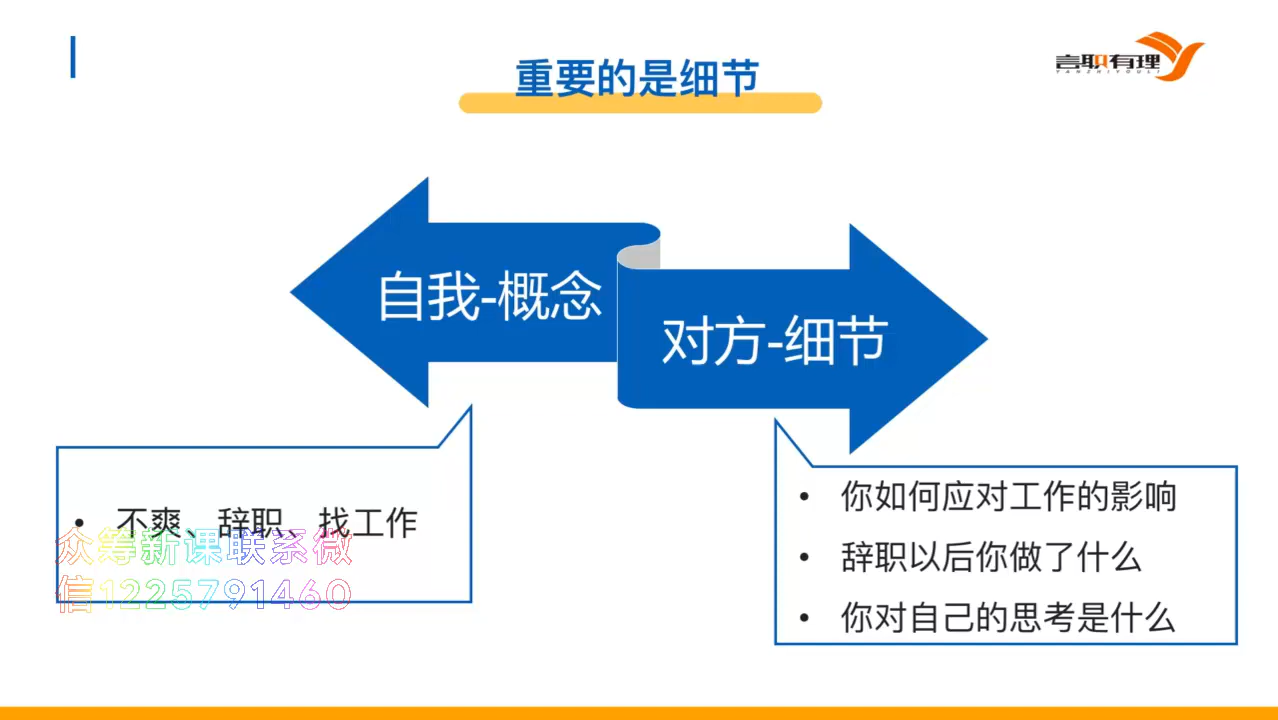 重要的是细节
言职有理
YANZHIYOULI
自我-概念
对方-细节
• 不爽、辞职、找工作
众筹新课联系微
信1225791460
• 你如何应对工作的影响
• 辞职以后你做了什么
• 你对自己的思考是什么